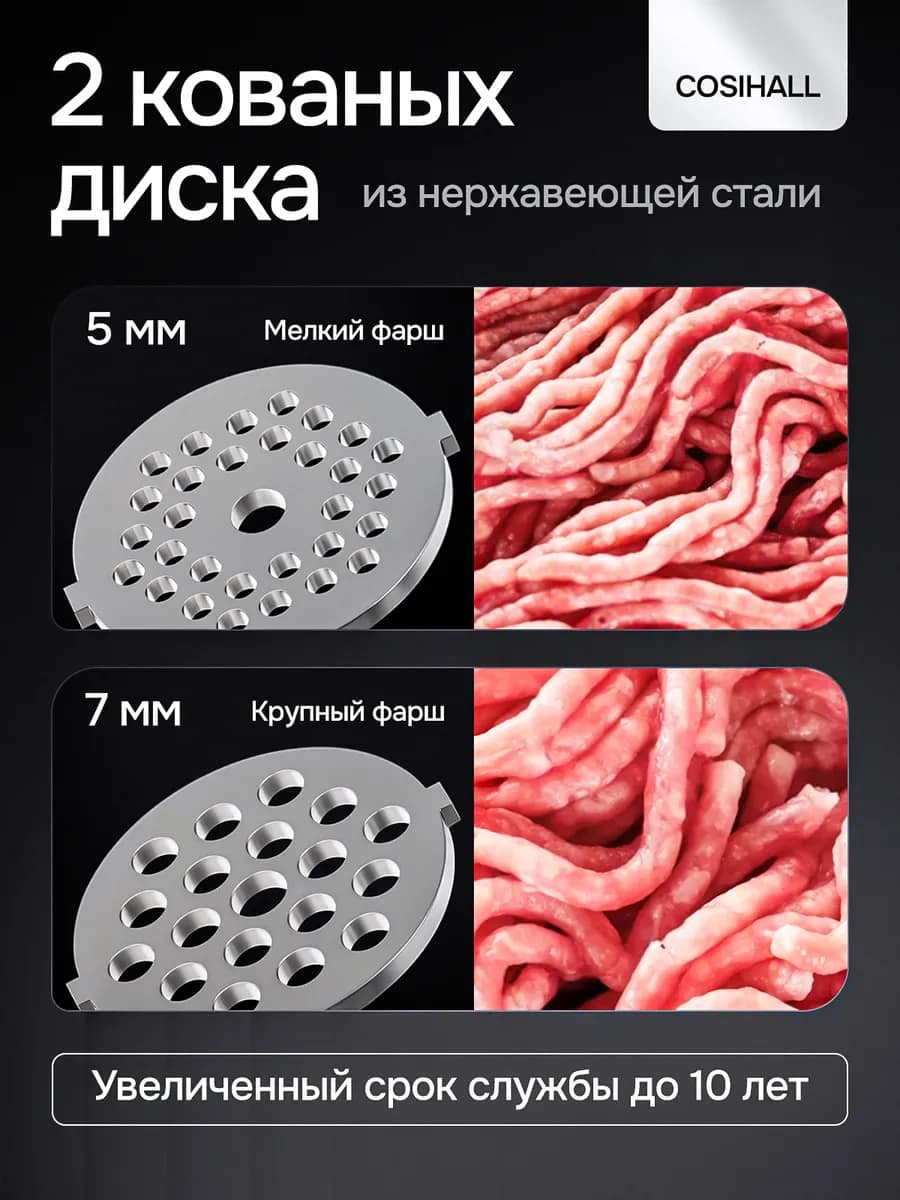 2 кованых
диска
из нержавеющей стали
COSIHALL
5 мм
Мелкий фарш
7 мм
Крупный фарш
Увеличенный срок службы до 10 лет